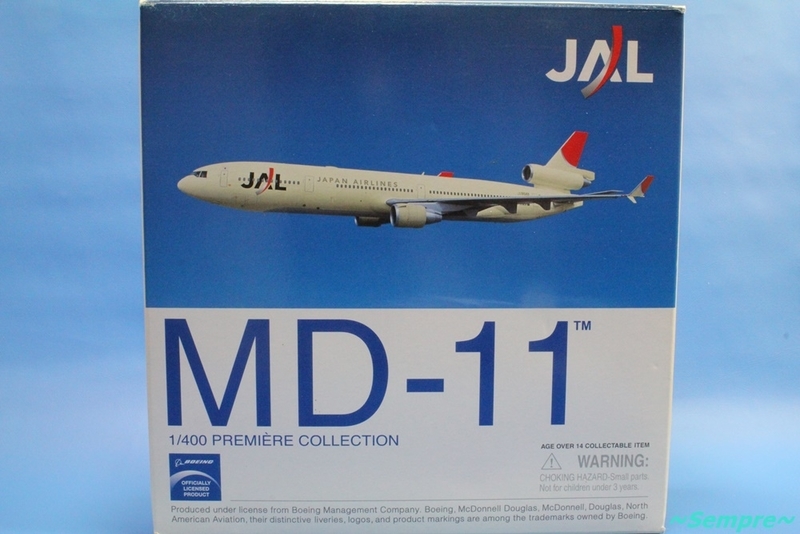 JAL
JAL JAPAN AIRLINES
MD-11™
1/400 PREMIÈRE COLLECTION
AGE OVER 14 COLLECTABLE ITEM
WARNING:
CHOKING HAZARD-Small parts.
Not for children under 3 years.
BOEING
OFFICIALLY
LICENSED
PRODUCT
Produced under license from Boeing Management Company. Boeing, McDonnell Douglas, McDonnell, Douglas, North
American Aviation, their distinctive liveries, logos, and product markings are among the trademarks owned by Boeing.
~Sempre~